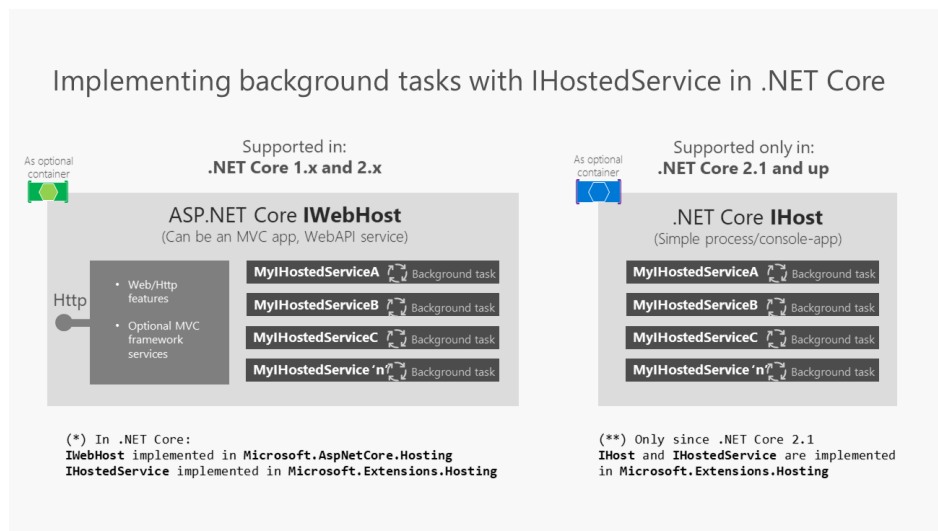 Implementing background tasks with IHostedService in .NET Core
As optional
container
Supported in:
.NET Core 1.x and 2.x
ASP.NET Core IWebHost
(Can be an MVC app, WebAPI service)
Http
• Web/Http
features
• Optional MVC
framework
services
MyIHostedServiceA Background task
MyIHostedServiceB Background task
MyIHostedServiceC Background task
MyIHostedService ‘n’ Background task
(*) In .NET Core:
IWebHost implemented in Microsoft.AspNetCore.Hosting
IHostedService implemented in Microsoft.Extensions.Hosting
As optional
container
Supported only in:
.NET Core 2.1 and up
.NET Core IHost
(Simple process/console-app)
MyIHostedServiceA Background task
MyIHostedServiceB Background task
MyIHostedServiceC Background task
MyIHostedService ‘n’ Background task
(**) Only since .NET Core 2.1
IHost and IHostedService are implemented
in Microsoft.Extensions.Hosting